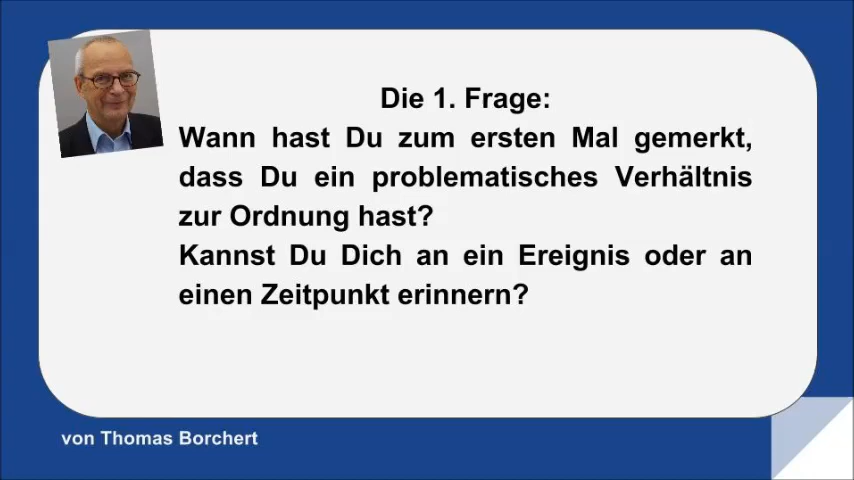 Die 1. Frage:
Wann hast Du zum ersten Mal gemerkt,
dass Du ein problematisches Verhältnis
zur Ordnung hast?
Kannst Du Dich an ein Ereignis oder an
einen Zeitpunkt erinnern?
von Thomas Borchert